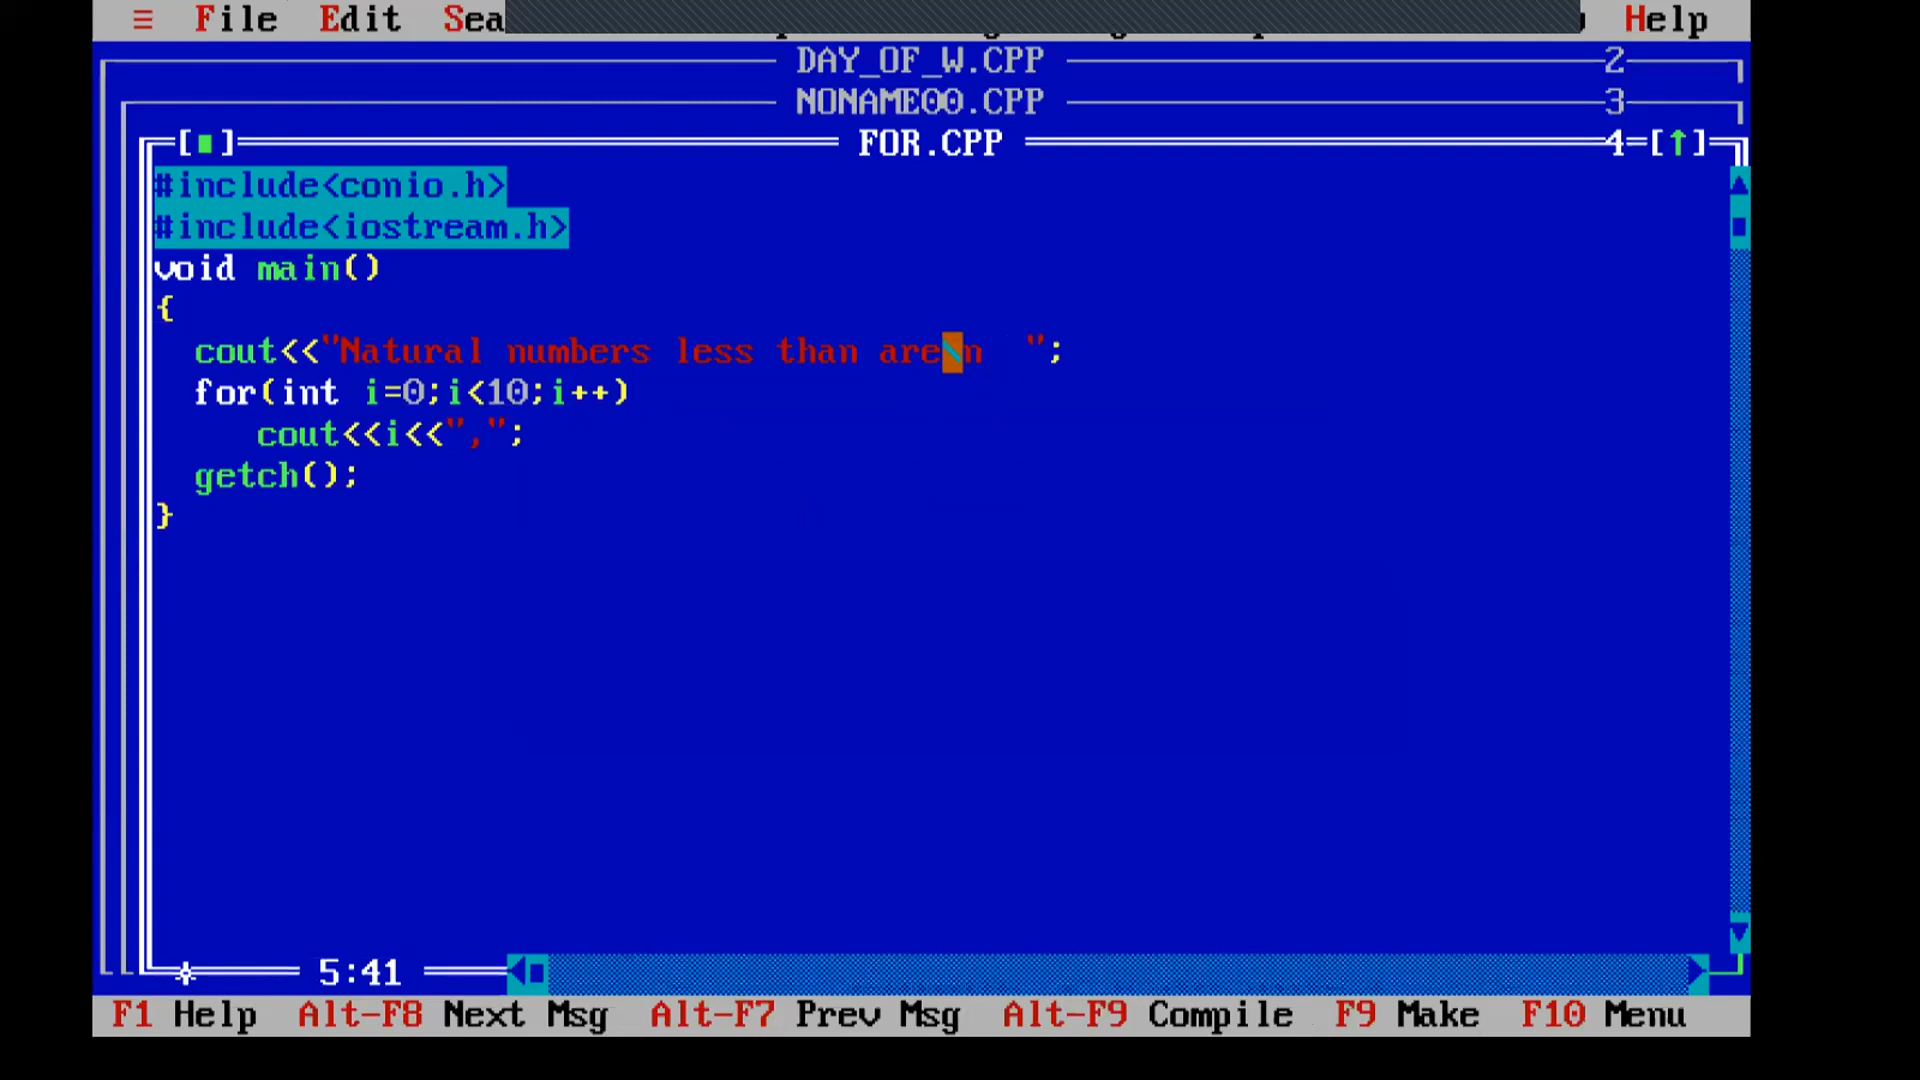 ≡ File Edit Sea Help
DAY_OF_W.CPP 2
NONAME00.CPP 3
[■] FOR.CPP 4=[↑]
#include<conio.h>
#include<iostream.h>
void main()
{
cout<<"Natural numbers less than are\n  ";
for(int i=0;i<10;i++)
cout<<i<<",";
getch();
}
5:41
F1 Help Alt-F8 Next Msg Alt-F7 Prev Msg Alt-F9 Compile F9 Make F10 Menu